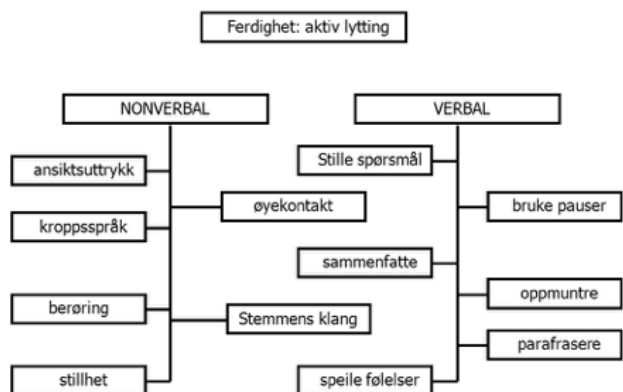 Ferdighet: aktiv lytting
NONVERBAL
ansiktsuttrykk
øyekontakt
kroppsspråk
berøring
Stemmens klang
stillhet
VERBAL
Stille spørsmål
bruke pauser
sammenfatte
oppmuntre
parafrasere
speile følelser